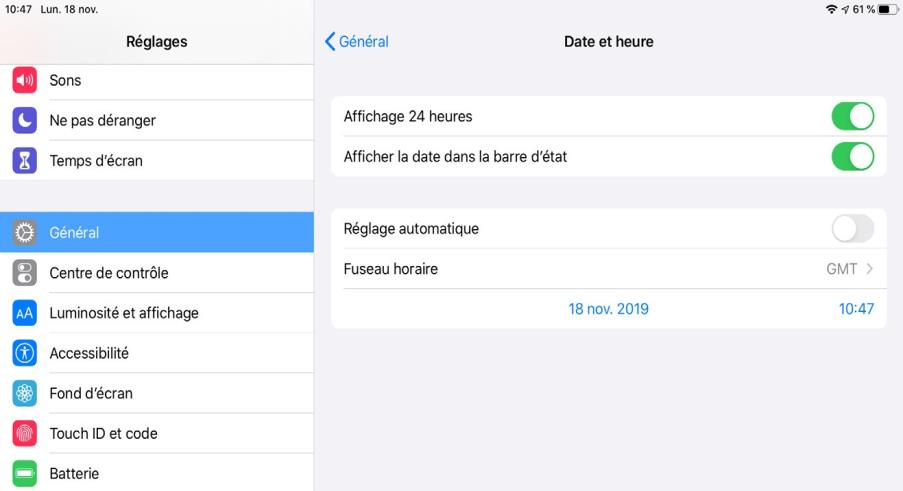 10:47 Lun. 18 nov.
61 %
Réglages
Sons
Ne pas déranger
Temps d’écran
Général
Centre de contrôle
AA Luminosité et affichage
Accessibilité
Fond d’écran
Touch ID et code
Batterie
Général
Date et heure
Affichage 24 heures
Afficher la date dans la barre d’état
Réglage automatique
Fuseau horaire GMT
18 nov. 2019 10:47